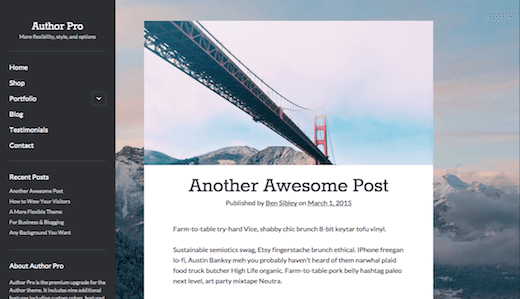 Author Pro
More flexibility, style, and options
Home
Shop
Portfolio
Blog
Testimonials
Contact
Recent Posts
Another Awesome Post
How to Wow Your Visitors
A More Flexible Theme
For Business & Blogging
Any Background You Want
About Author Pro
Author Pro is the premium upgrade for the
Author theme. It includes nine additional
features including custom colors, featured
Another Awesome Post
Published by Ben Sibley on March 1, 2015
Farm-to-table try-hard Vice, shabby chic brunch 8-bit keytar tofu vinyl.
Sustainable semiotics swag, Etsy fingerstache brunch ethical. IPhone freegan
lo-fi, Austin Banksy meh you probably haven't heard of them narwhal plaid
food truck butcher High Life organic. Farm-to-table pork belly hashtag paleo
next level, art party mixtape Neutra.